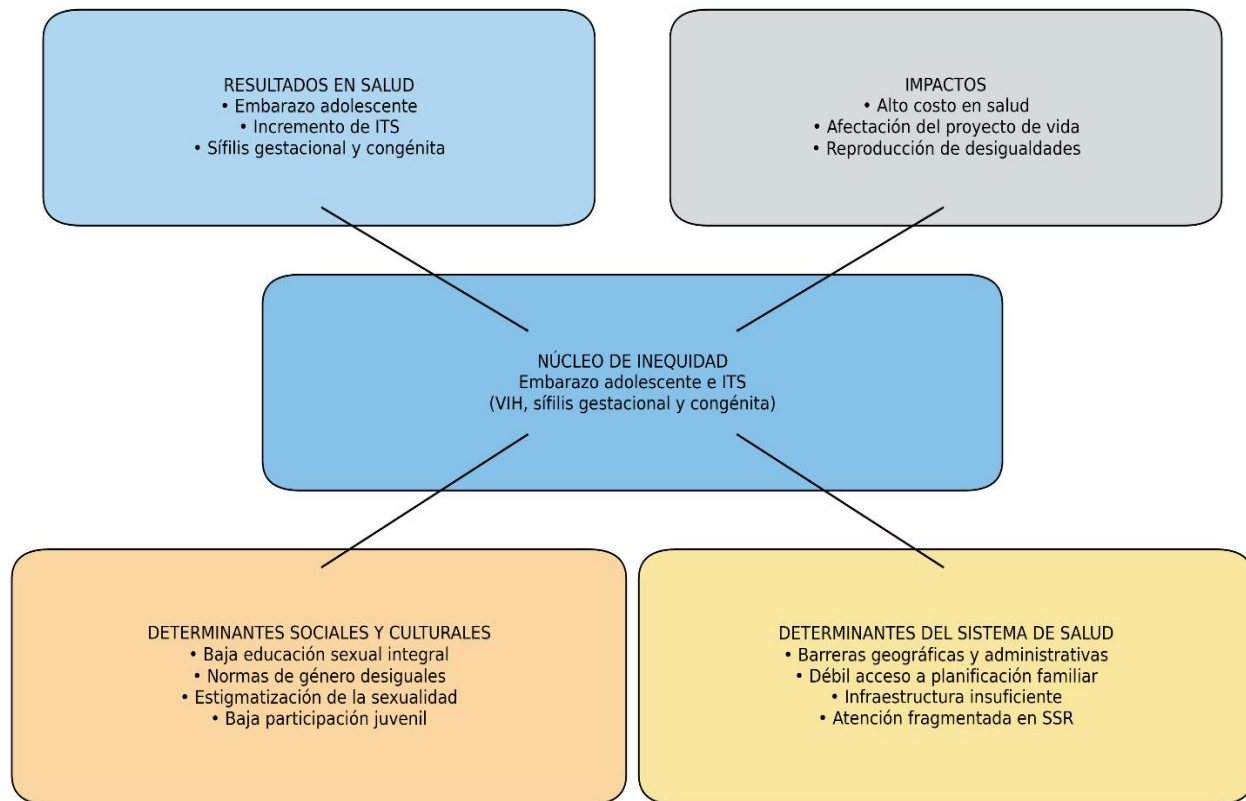 RESULTADOS EN SALUD
• Embarazo adolescente
• Incremento de ITS
• Sífilis gestacional y congénita
IMPACTOS
• Alto costo en salud
• Afectación del proyecto de vida
• Reproducción de desigualdades
NÚCLEO DE INEQUIDAD
Embarazo adolescente e ITS
(VIH, sífilis gestacional y congénita)
DETERMINANTES SOCIALES Y CULTURALES
• Baja educación sexual integral
• Normas de género desiguales
• Estigmatización de la sexualidad
• Baja participación juvenil
DETERMINANTES DEL SISTEMA DE SALUD
• Barreras geográficas y administrativas
• Débil acceso a planificación familiar
• Infraestructura insuficiente
• Atención fragmentada en SSR